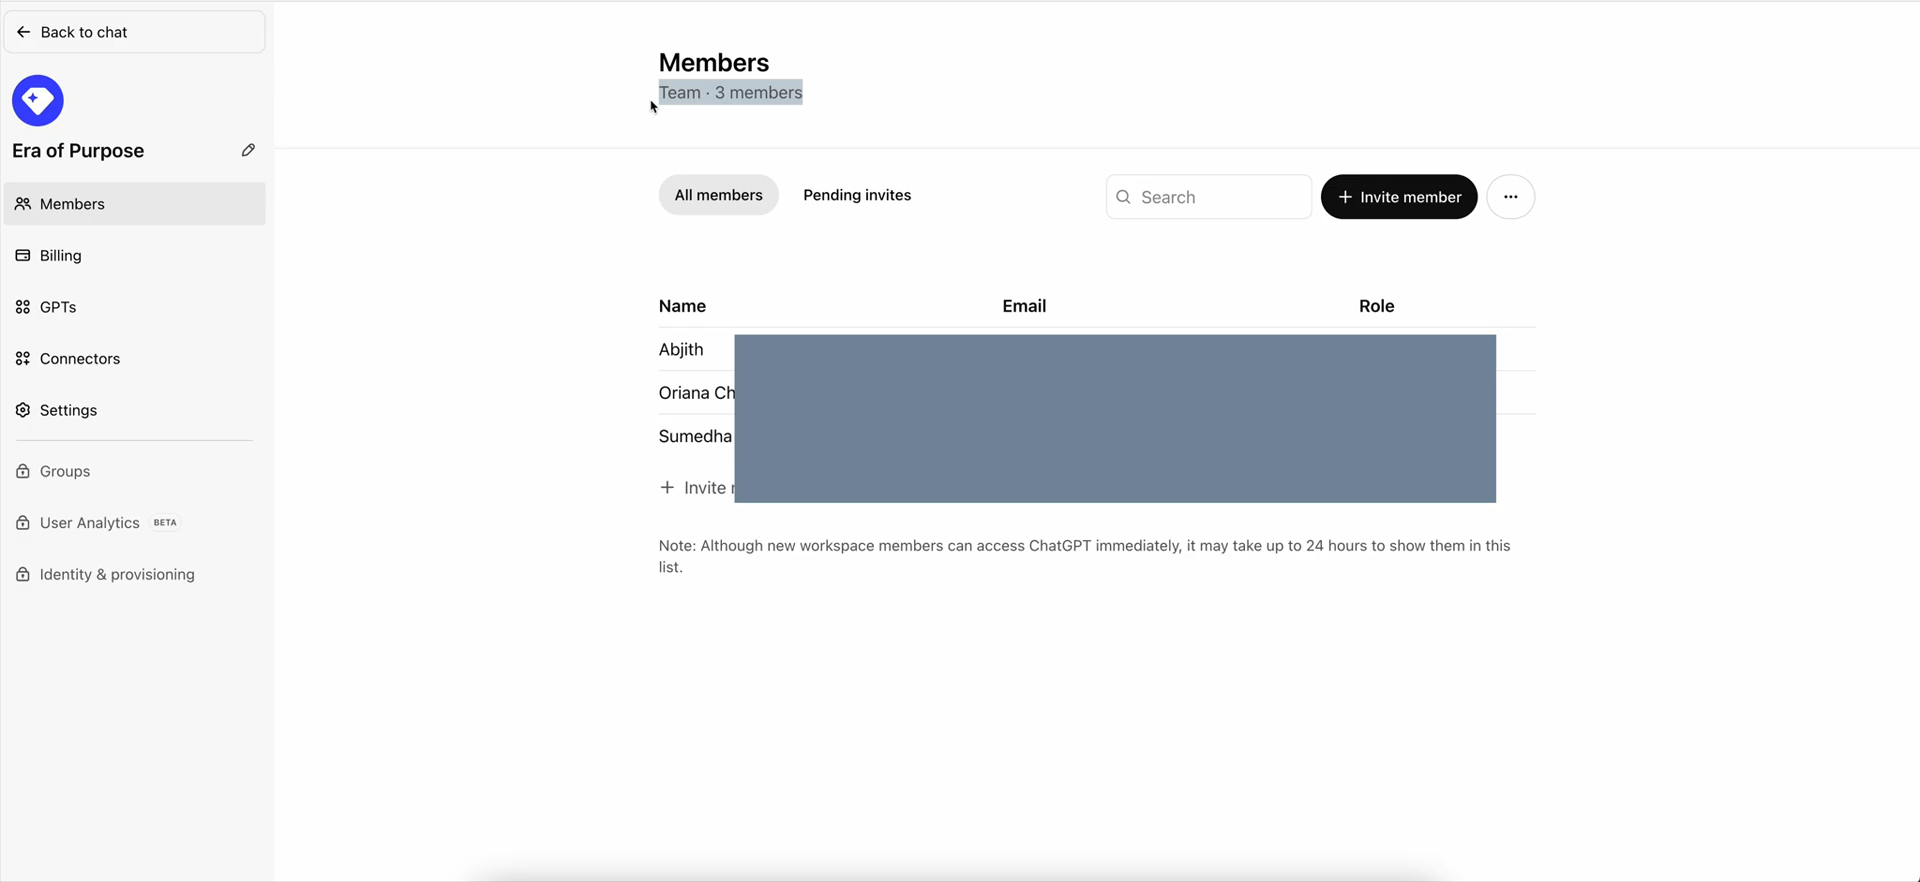 Back to chat
Era of Purpose
Members
Billing
GPTs
Connectors
Settings
Groups
User Analytics BETA
Identity & provisioning
Members
Team · 3 members
All members Pending invites Search + Invite member ...
Name Email Role
Abjith
Oriana Ch
Sumedha
+ Invite
Note: Although new workspace members can access ChatGPT immediately, it may take up to 24 hours to show them in this
list.